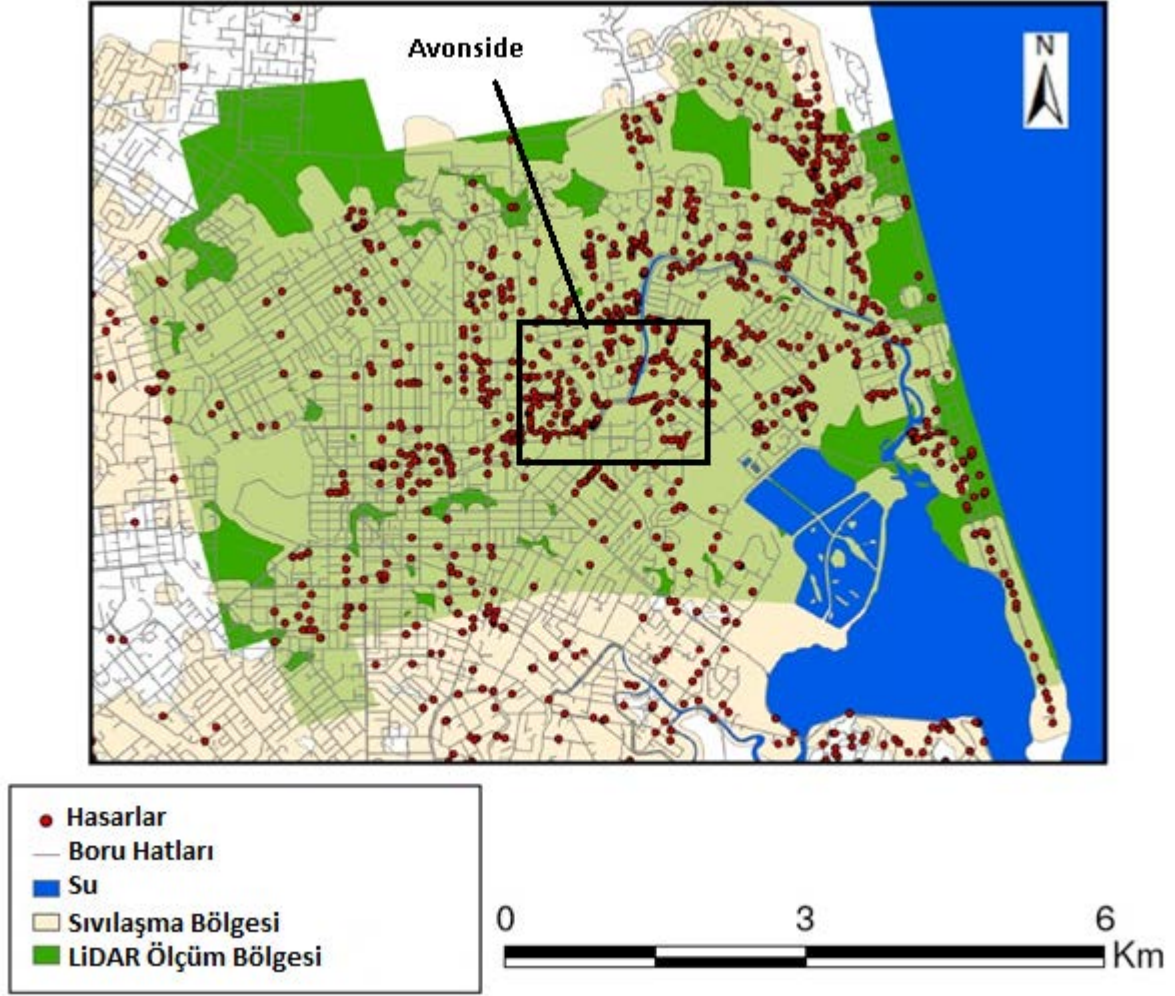 Avonside
N
Hasarlar
Boru Hatları
Su
Sıvılaşma Bölgesi
LiDAR Ölçüm Bölgesi
0 3 6
Km